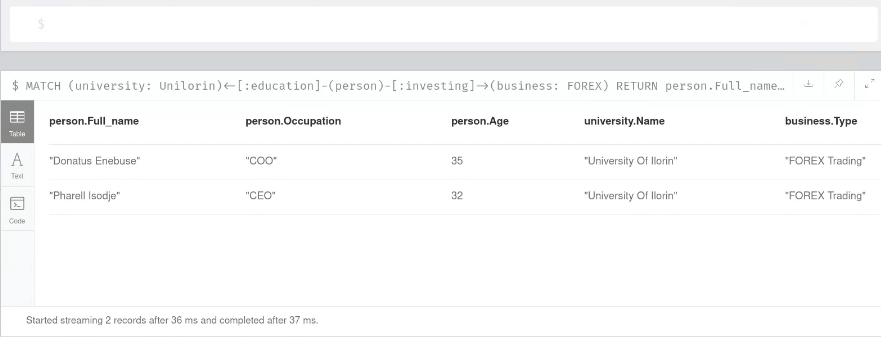 $
$ MATCH (university: Unilorin)<-[:education]-(person)-[:investing]->(business: FOREX) RETURN person.Full_name…
Table
person.Full_name person.Occupation person.Age university.Name business.Type
"Donatus Enebuse" "COO" 35 "University Of Ilorin" "FOREX Trading"
Text
"Pharell Isodje" "CEO" 32 "University Of Ilorin" "FOREX Trading"
Code
Started streaming 2 records after 36 ms and completed after 37 ms.